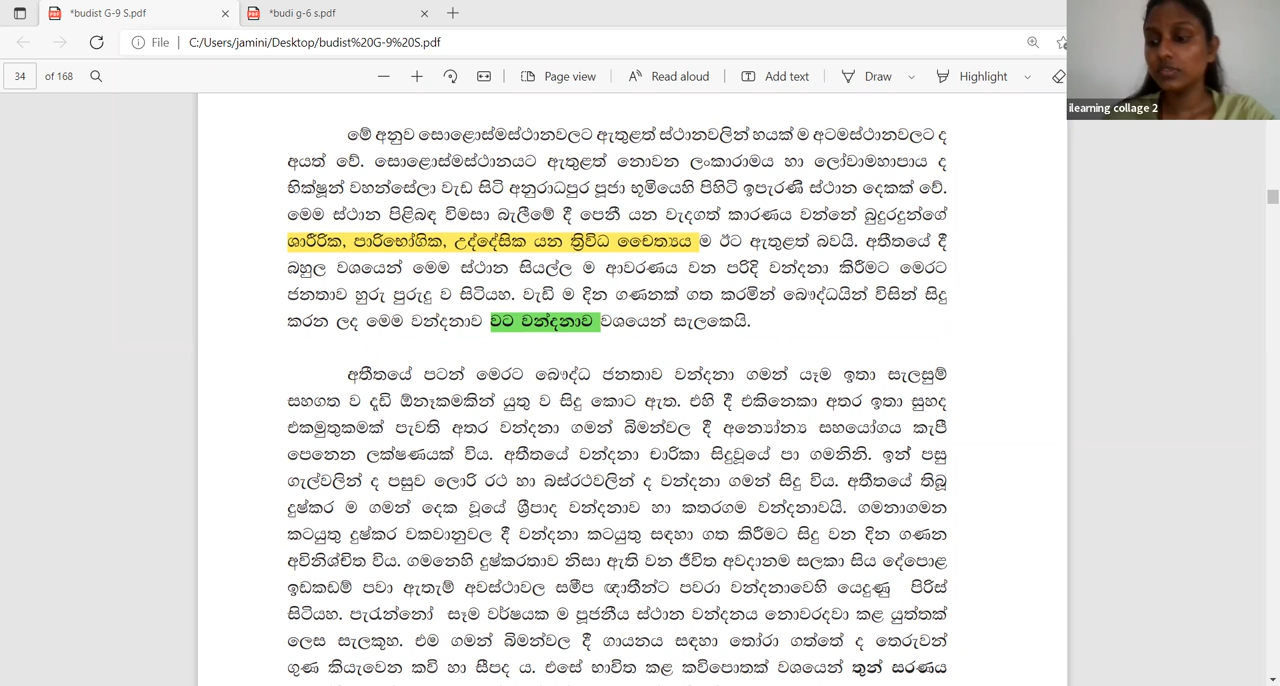 *budist G-9 S.pdf
*budi g-6 s.pdf
File C:/Users/jamini/Desktop/budist%20G-9%20S.pdf
34 of 168 Page view Read aloud Add text Draw Highlight
ilearning collage 2
මේ අනුව සොළොස්මස්ථානවලට ඇතුළත් ස්ථානවලින් හයක් ම අටමස්ථානවලට ද
අයත් වේ. සොළොස්මස්ථානයට ඇතුළත් නොවන ලංකාරාමය හා ලෝවාමහාපාය ද
භික්ෂූන් වහන්සේලා වැඩ සිටි අනුරාධපුර පූජා භූමියෙහි පිහිටි ඉපැරණි ස්ථාන දෙකක් වේ.
මෙම ස්ථාන පිළිබඳ විමසා බැලීමේ දී පෙනී යන වැදගත් කාරණය වන්නේ බුදුරදුන්ගේ
ශාරීරික, පාරිභෝගික, උද්දේසික යන ත්‍රිවිධ චෛත්‍යය ම ඊට ඇතුළත් බවයි. අතීතයේ දී
බහුල වශයෙන් මෙම ස්ථාන සියල්ල ම ආවරණය වන පරිදි වන්දනා කිරීමට මෙරට
ජනතාව හුරු පුරුදු ව සිටියහ. වැඩි ම දින ගණනක් ගත කරමින් බෞද්ධයින් විසින් සිදු
කරන ලද මෙම වන්දනාව වට වන්දනාව වශයෙන් සැලකෙයි.
අතීතයේ පටන් මෙරට බෞද්ධ ජනතාව වන්දනා ගමන් යෑම ඉතා සැලසුම්
සහගත ව දැඩි ඕනෑකමකින් යුතු ව සිදු කොට ඇත. එහි දී එකිනෙකා අතර ඉතා සුහද
එකමුතුකමක් පැවති අතර වන්දනා ගමන් බිමන්වල දී අන්‍යෝන්‍ය සහයෝගය කැපී
පෙනෙන ලක්ෂණයක් විය. අතීතයේ වන්දනා චාරිකා සිදුවූයේ පා ගමනිනි. ඉන් පසු
ගැල්වලින් ද පසුව ලොරි රථ හා බස්රථවලින් ද වන්දනා ගමන් සිදු විය. අතීතයේ තිබූ
දුෂ්කර ම ගමන් දෙක වූයේ ශ්‍රීපාද වන්දනාව හා කතරගම වන්දනාවයි. ගමනාගමන
කටයුතු දුෂ්කර වකවානුවල දී වන්දනා කටයුතු සඳහා ගත කිරීමට සිදු වන දින ගණන
අවිනිශ්චිත විය. ගමනෙහි දුෂ්කරතාව නිසා ඇති වන ජීවිත අවදානම සලකා සිය දේපොළ
ඉඩකඩම් පවා ඇතැම් අවස්ථාවල සමීප ඥාතීන්ට පවරා වන්දනාවෙහි යෙදුණු පිරිස්
සිටියහ. පැරැන්නෝ සෑම වර්ෂයක ම පූජනීය ස්ථාන වන්දනය නොවරදවා කළ යුත්තක්
ලෙස සැලකූහ. එම ගමන් බිමන්වල දී ගායනය සඳහා තෝරා ගත්තේ ද තෙරුවන්
ගුණ කියැවෙන කවි හා සීපද ය. එසේ භාවිත කළ කවිපොතක් වශයෙන් තුන් සරණය